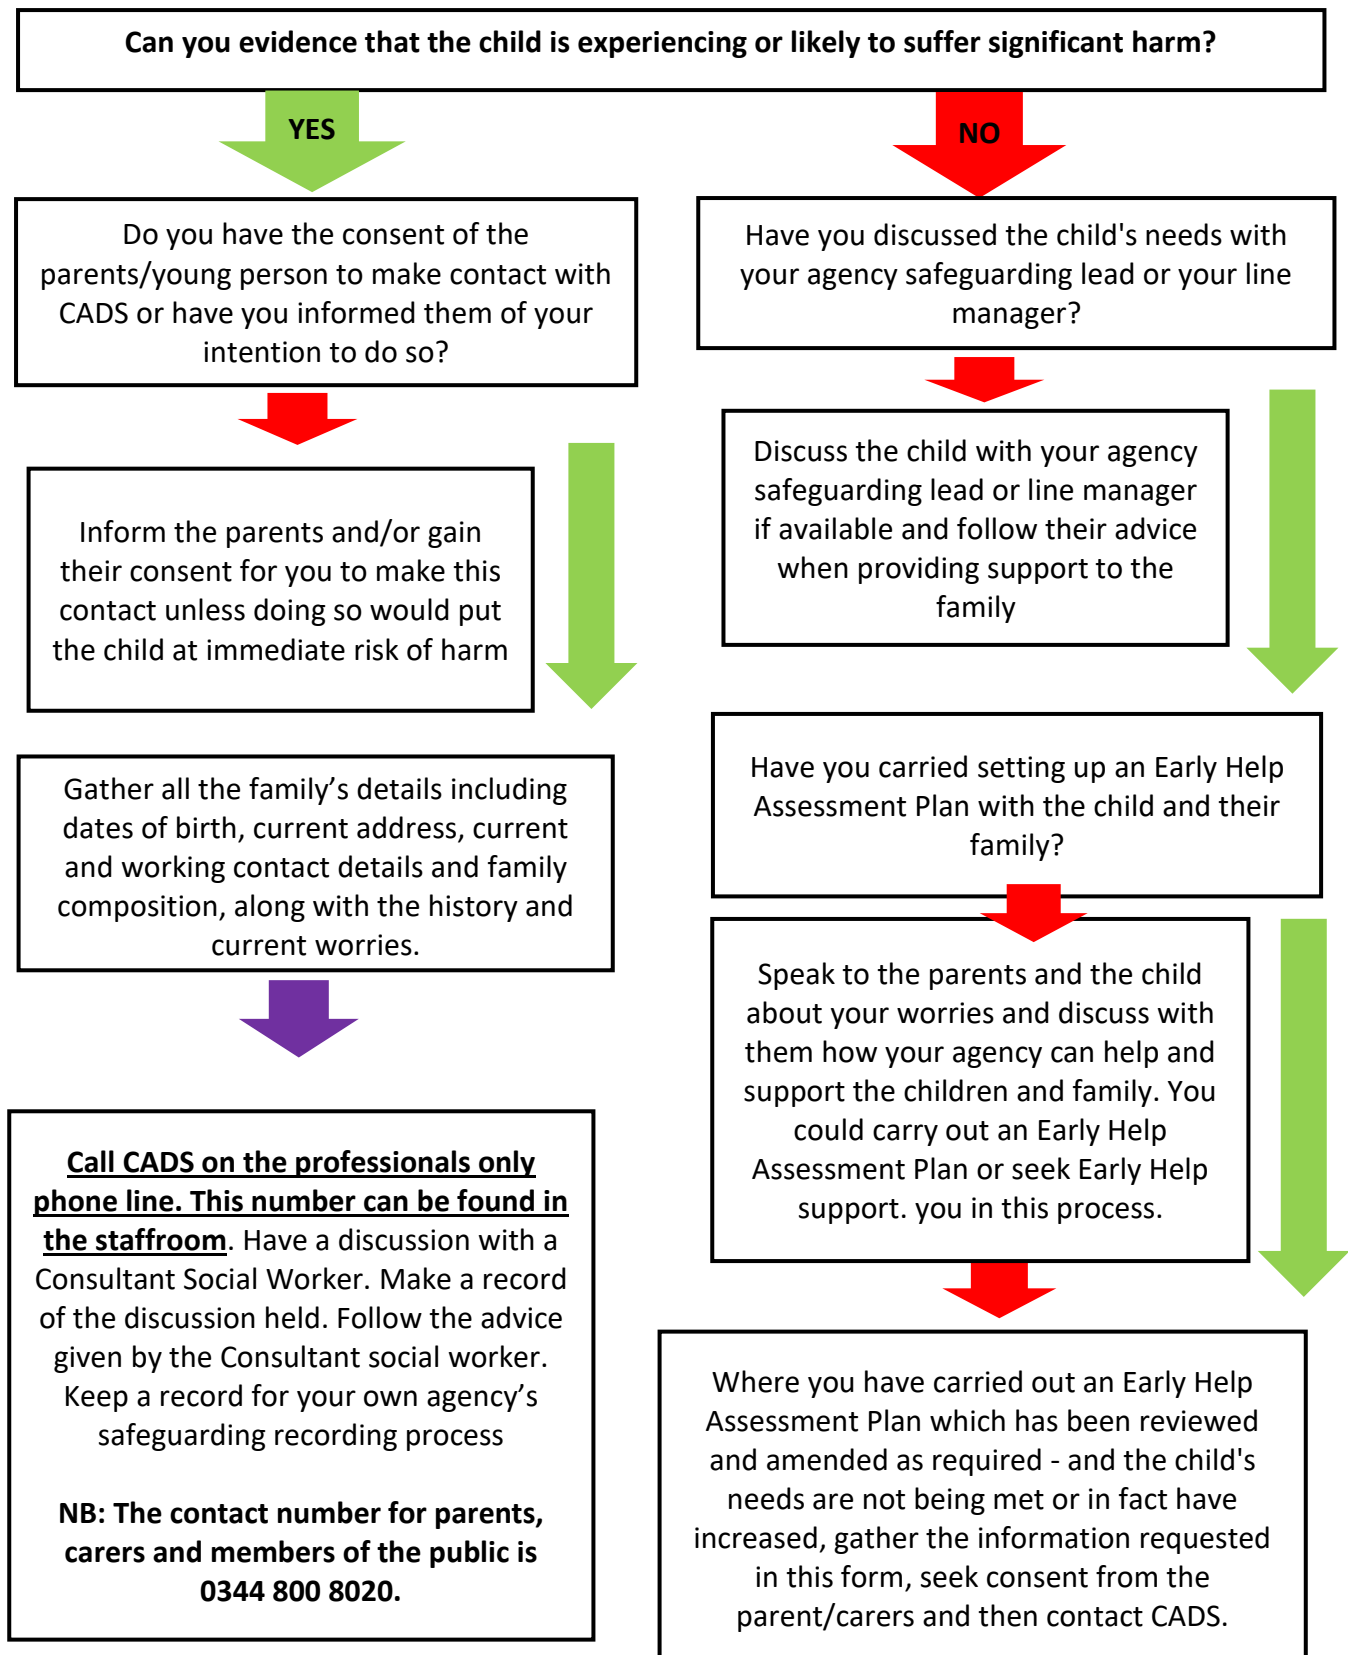 Can you evidence that the child is experiencing or likely to suffer significant harm?
YES
NO
Do you have the consent of the
parents/young person to make contact with
CADS or have you informed them of your
intention to do so?
Inform the parents and/or gain
their consent for you to make this
contact unless doing so would put
the child at immediate risk of harm
Gather all the family’s details including
dates of birth, current address, current
and working contact details and family
composition, along with the history and
current worries.
Call CADS on the professionals only
phone line. This number can be found in
the staffroom. Have a discussion with a
Consultant Social Worker. Make a record
of the discussion held. Follow the advice
given by the Consultant social worker.
Keep a record for your own agency’s
safeguarding recording process
NB: The contact number for parents,
carers and members of the public is
0344 800 8020.
Have you discussed the child's needs with
your agency safeguarding lead or your line
manager?
Discuss the child with your agency
safeguarding lead or line manager
if available and follow their advice
when providing support to the
family
Have you carried setting up an Early Help
Assessment Plan with the child and their
family?
Speak to the parents and the child
about your worries and discuss with
them how your agency can help and
support the children and family. You
could carry out an Early Help
Assessment Plan or seek Early Help
support. you in this process.
Where you have carried out an Early Help
Assessment Plan which has been reviewed
and amended as required - and the child's
needs are not being met or in fact have
increased, gather the information requested
in this form, seek consent from the
parent/carers and then contact CADS.